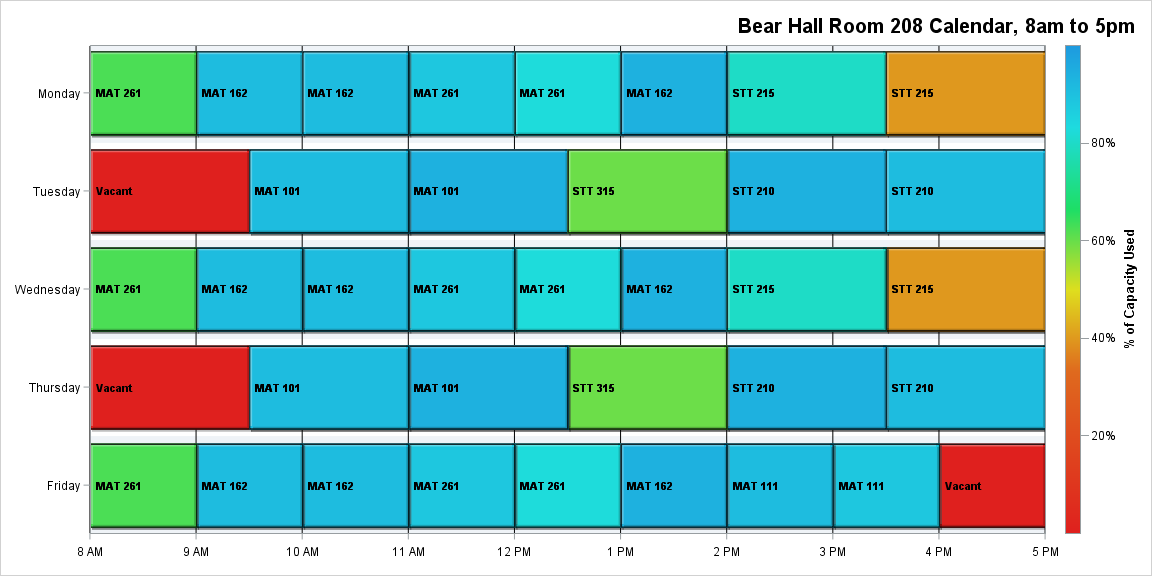 Bear Hall Room 208 Calendar, 8am to 5pm
Monday
MAT 261
MAT 162
MAT 162
MAT 261
MAT 261
MAT 162
STT 215
STT 215
Tuesday
Vacant
MAT 101
MAT 101
STT 315
STT 210
STT 210
Wednesday
MAT 261
MAT 162
MAT 162
MAT 261
MAT 261
MAT 162
STT 215
STT 215
Thursday
Vacant
MAT 101
MAT 101
STT 315
STT 210
STT 210
Friday
MAT 261
MAT 162
MAT 162
MAT 261
MAT 261
MAT 162
MAT 111
MAT 111
Vacant
8 AM
9 AM
10 AM
11 AM
12 PM
1 PM
2 PM
3 PM
4 PM
5 PM
80%
60%
40%
20%
% of Capacity Used